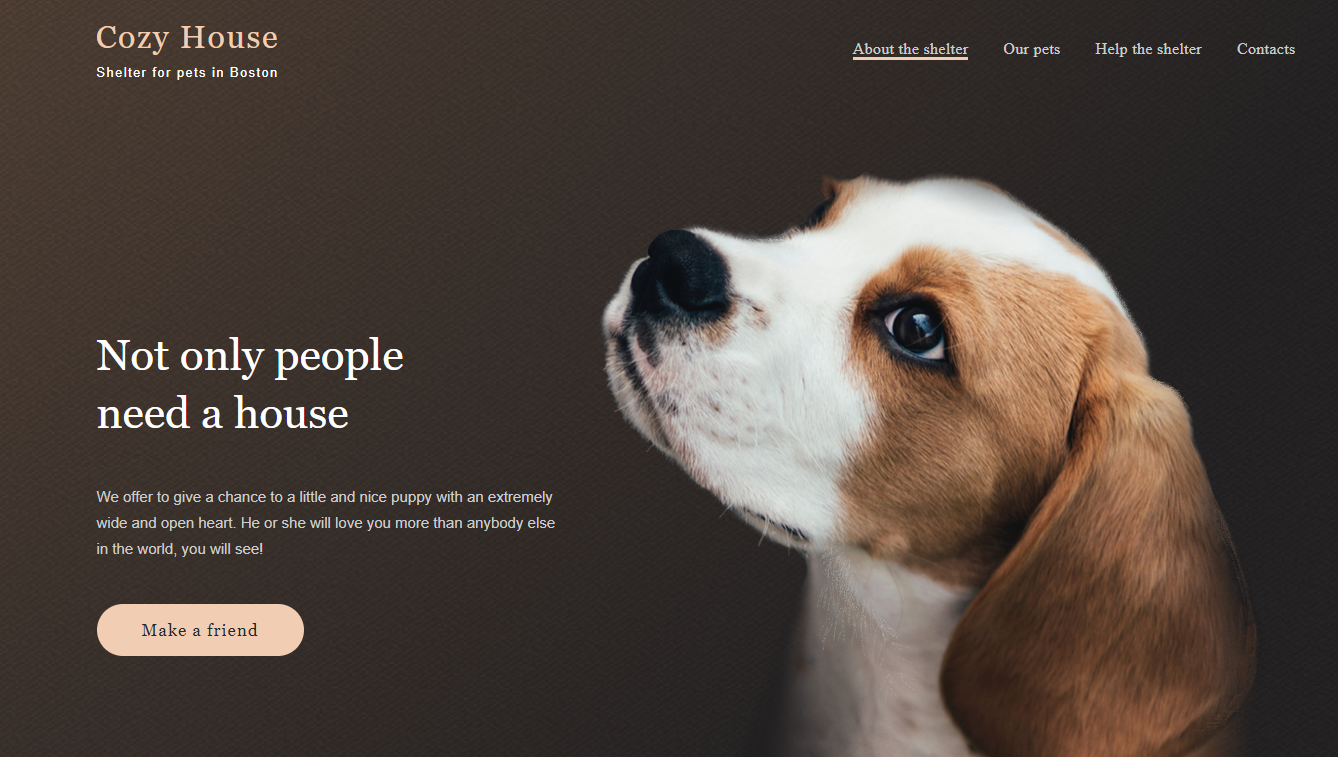 Cozy House
Shelter for pets in Boston
About the shelter
Our pets
Help the shelter
Contacts
Not only people
need a house
We offer to give a chance to a little and nice puppy with an extremely
wide and open heart. He or she will love you more than anybody else
in the world, you will see!
Make a friend